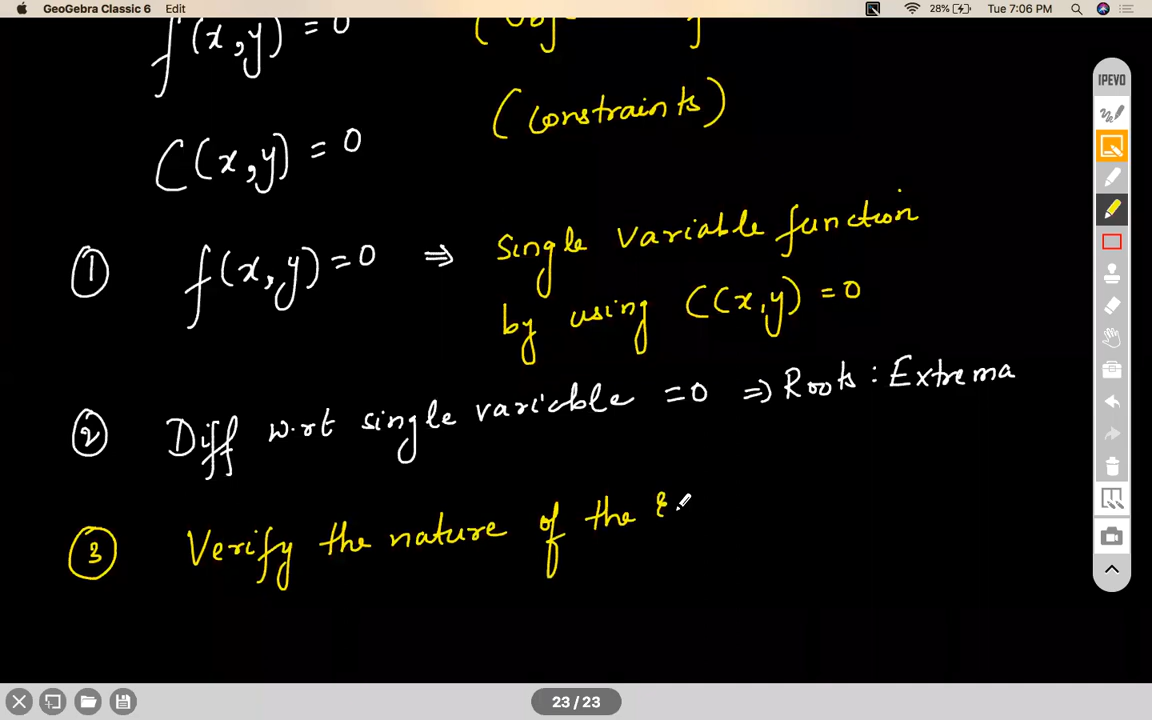 GeoGebra Classic 6 Edit 28% Tue 7:06 PM
f(x,y) = 0
(constraints)
C(x,y) = 0
IPEVO
① f(x,y) = 0 ⇒ Single variable function
by using C(x,y) = 0
② Diff w.rt single variable = 0 ⇒ Roots : Extrema
③ Verify the nature of the
23 / 23